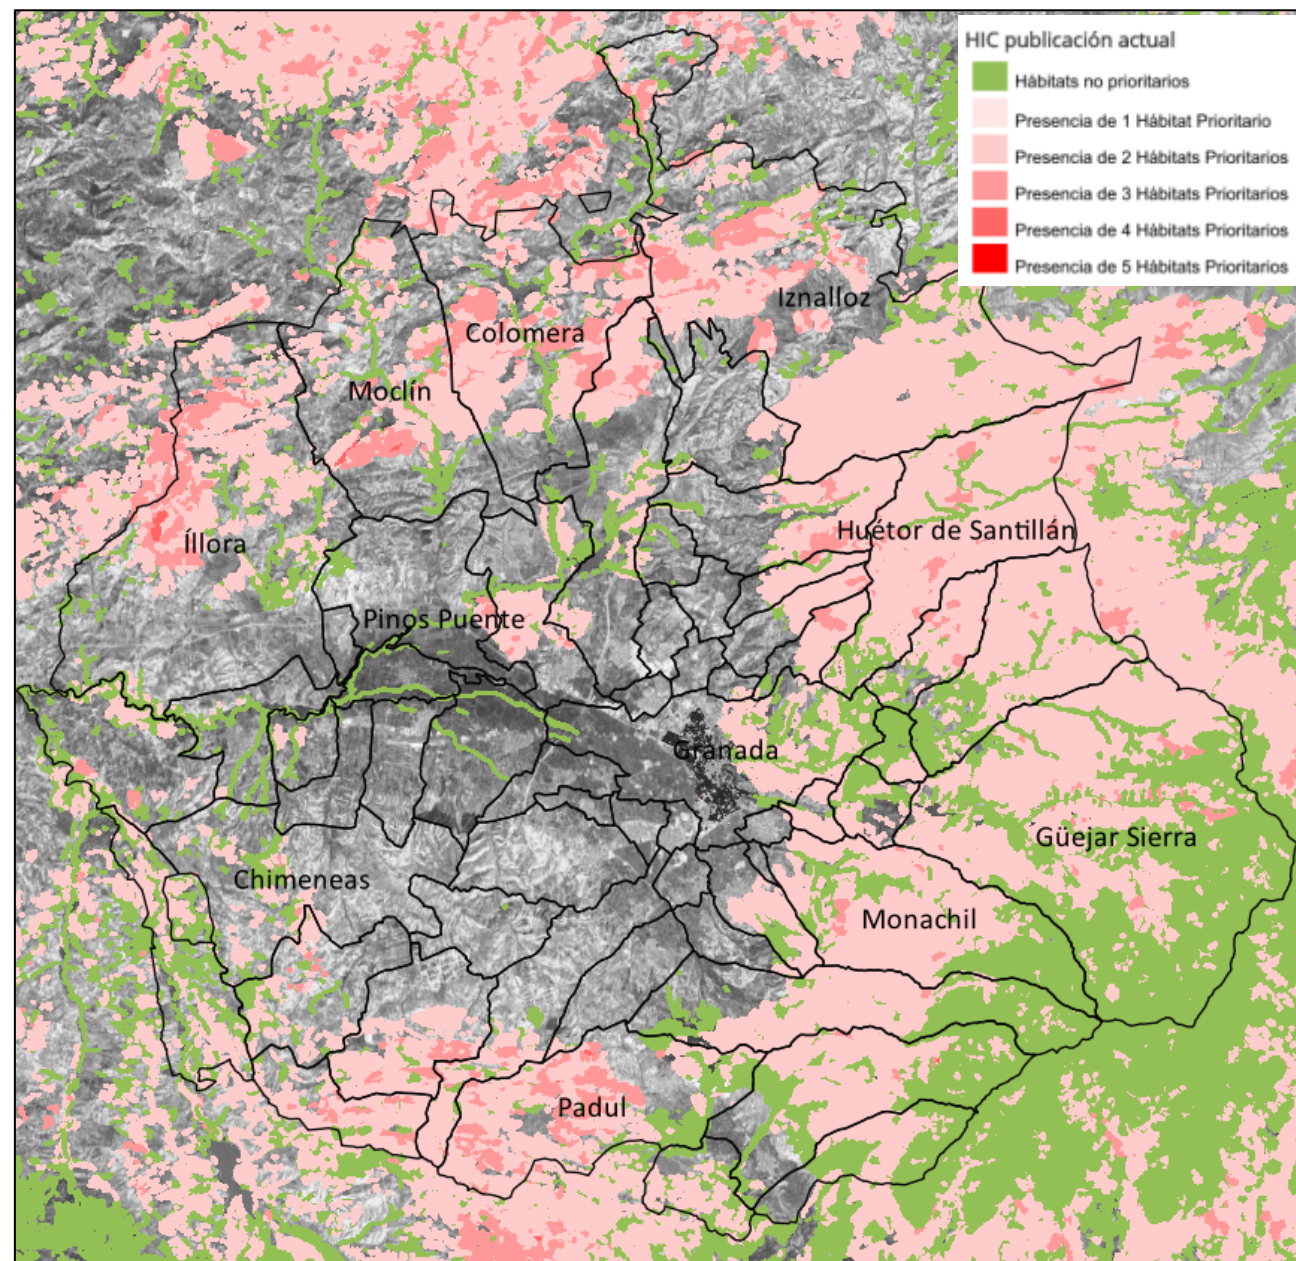 HIC publicación actual
Hábitats no prioritarios
Presencia de 1 Hábitat Prioritario
Presencia de 2 Hábitats Prioritarios
Presencia de 3 Hábitats Prioritarios
Presencia de 4 Hábitats Prioritarios
Presencia de 5 Hábitats Prioritarios
Iznalloz
Colomera
Moclín
Huétor de Santillán
Íllora
Pinos Puente
Granada
Güejar Sierra
Chimeneas
Monachil
Padul